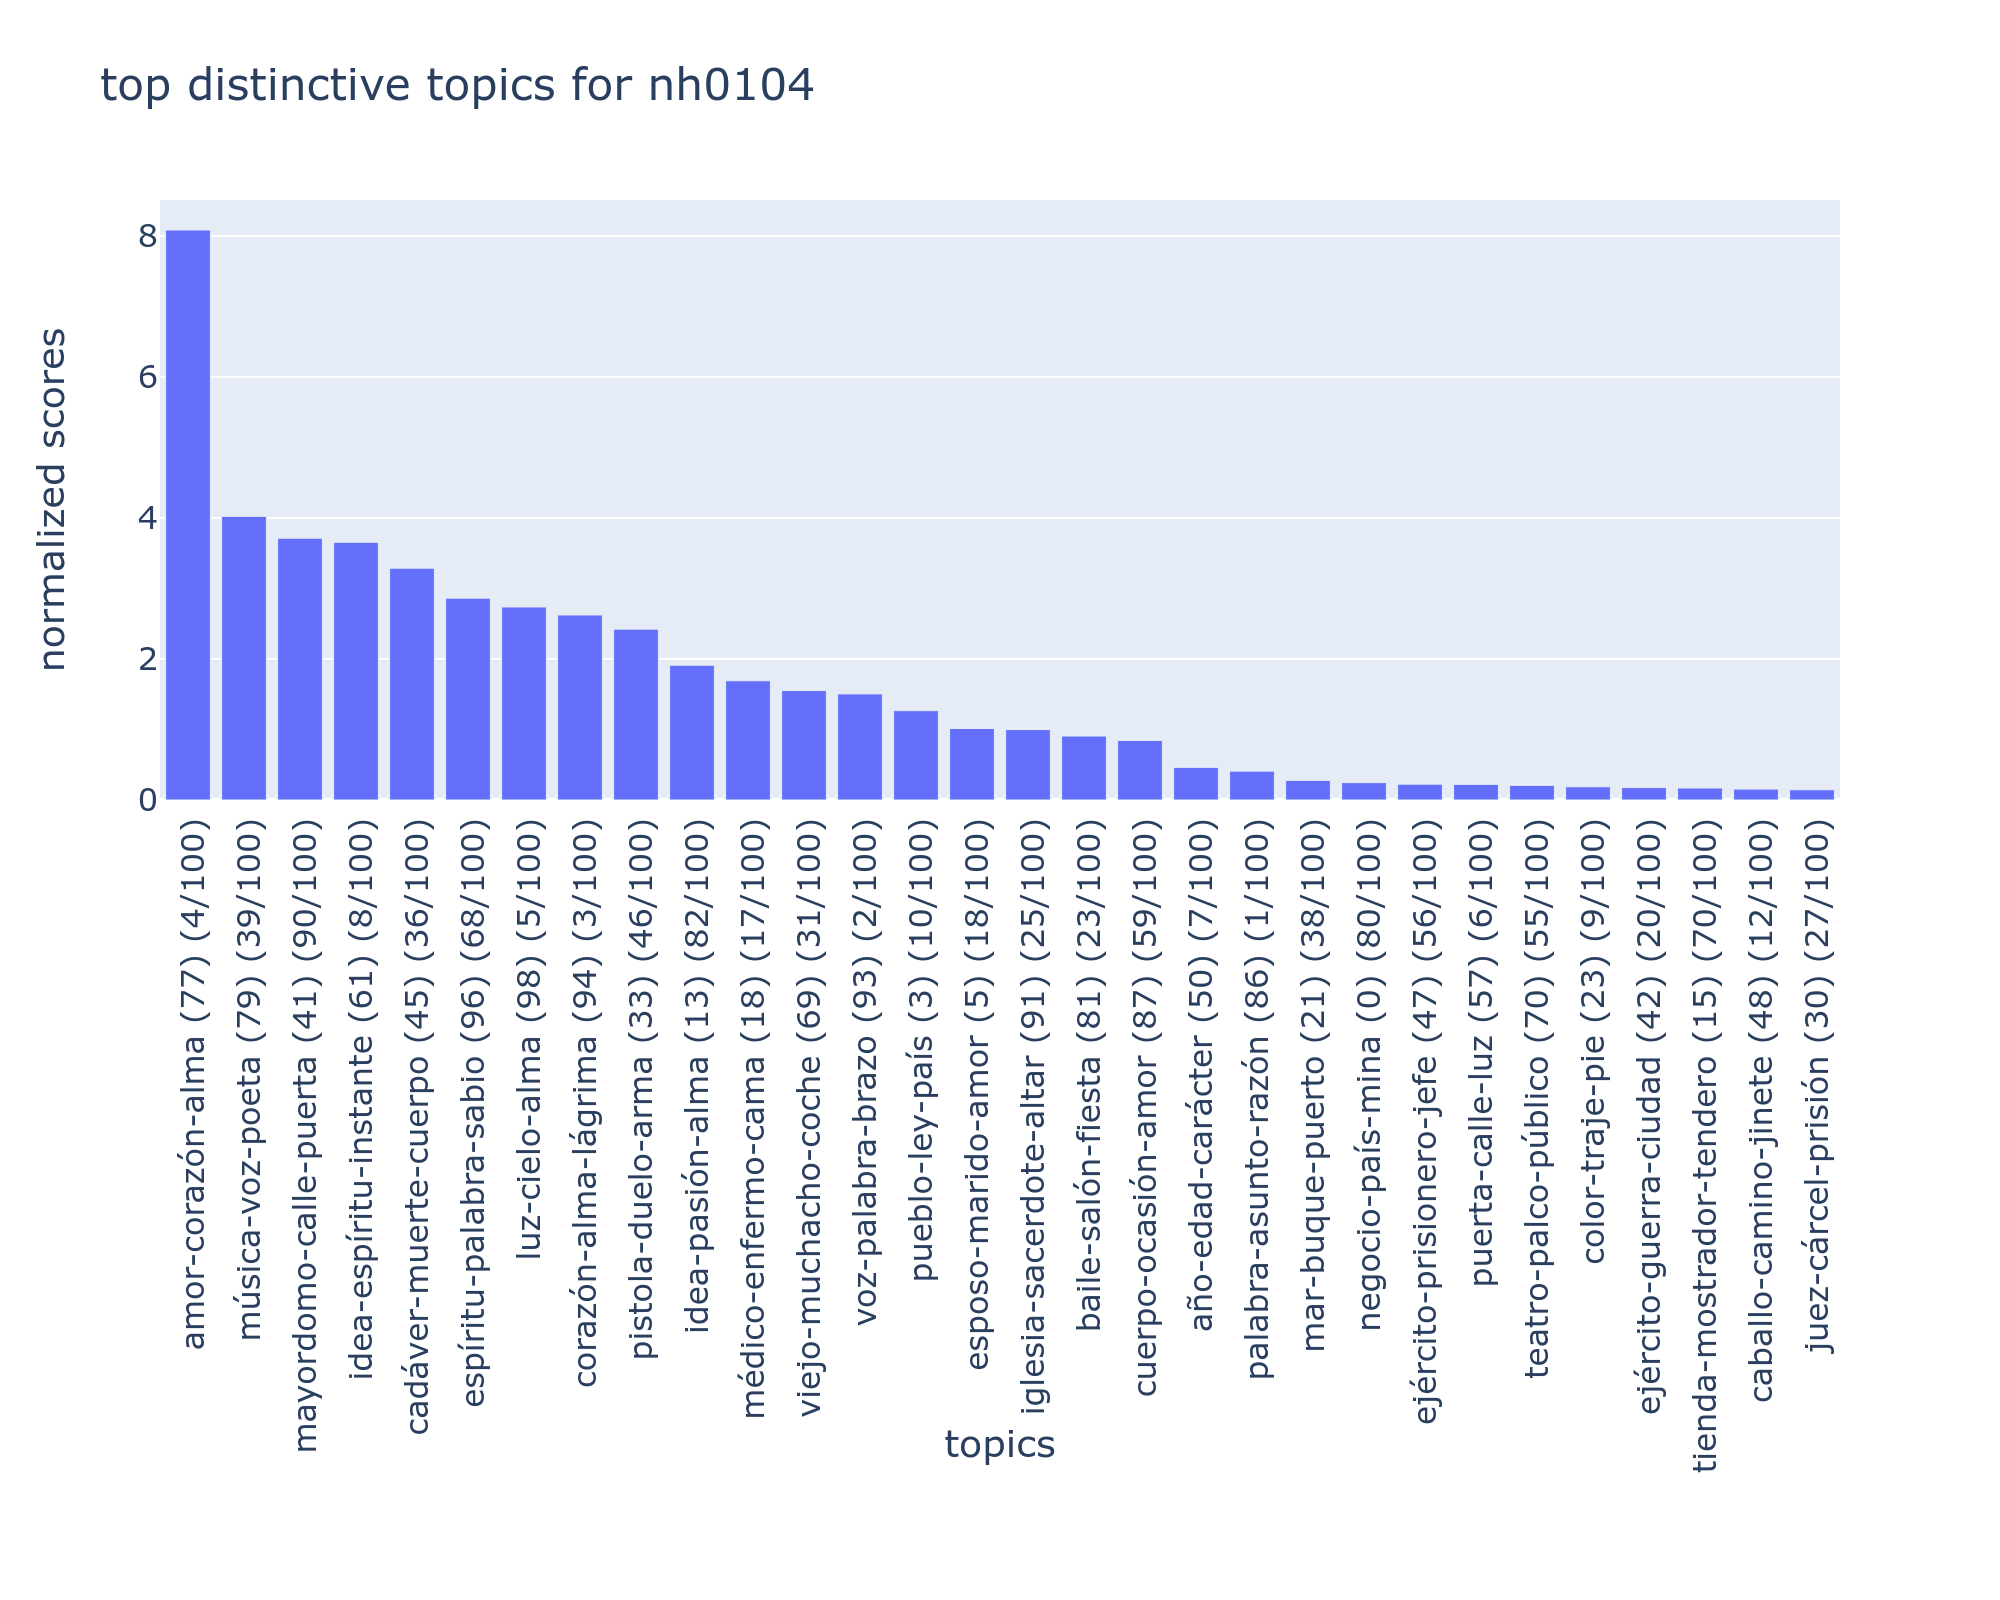 top distinctive topics for nh0104
normalized scores
8
6
4
2
0
amor-corazón-alma (77) (4/100)
música-voz-poeta (79) (39/100)
mayordomo-calle-puerta (41) (90/100)
idea-espíritu-instante (61) (8/100)
cadáver-muerte-cuerpo (45) (36/100)
espíritu-palabra-sabio (96) (68/100)
luz-cielo-alma (98) (5/100)
corazón-alma-lágrima (94) (3/100)
pistola-duelo-arma (33) (46/100)
idea-pasión-alma (13) (82/100)
médico-enfermo-cama (18) (17/100)
viejo-muchacho-coche (69) (31/100)
voz-palabra-brazo (93) (2/100)
pueblo-ley-país (3) (10/100)
esposo-marido-amor (5) (18/100)
iglesia-sacerdote-altar (91) (25/100)
baile-salón-fiesta (81) (23/100)
cuerpo-ocasión-amor (87) (59/100)
año-edad-carácter (50) (7/100)
palabra-asunto-razón (86) (1/100)
mar-buque-puerto (21) (38/100)
negocio-país-mina (0) (80/100)
ejército-prisionero-jefe (47) (56/100)
puerta-calle-luz (57) (6/100)
teatro-palco-público (70) (55/100)
color-traje-pie (23) (9/100)
ejército-guerra-ciudad (42) (20/100)
tienda-mostrador-tendero (15) (70/100)
caballo-camino-jinete (48) (12/100)
juez-cárcel-prisión (30) (27/100)
topics